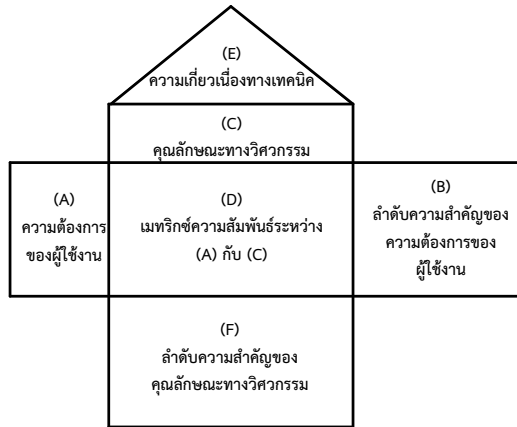 (E)
ความเกี่ยวเนื่องทางเทคนิค
(C)
คุณลักษณะทางวิศวกรรม
(A)
ความต้องการ
ของผู้ใช้งาน
(D)
เมทริกซ์ความสัมพันธ์ระหว่าง
(A) กับ (C)
(B)
ลำดับความสำคัญของ
ความต้องการของ
ผู้ใช้งาน
(F)
ลำดับความสำคัญของ
คุณลักษณะทางวิศวกรรม